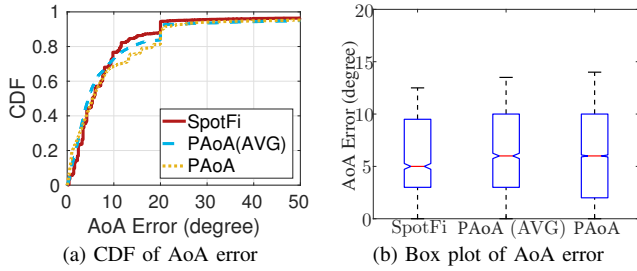 1
0.8
0.6
0.4
0.2
0
CDF
0 10 20 30 40 50
AoA Error (degree)
SpotFi
PAoA(AVG)
PAoA
(a) CDF of AoA error
20
15
10
5
0
AoA Error (degree)
SpotFi PAoA (AVG) PAoA
(b) Box plot of AoA error